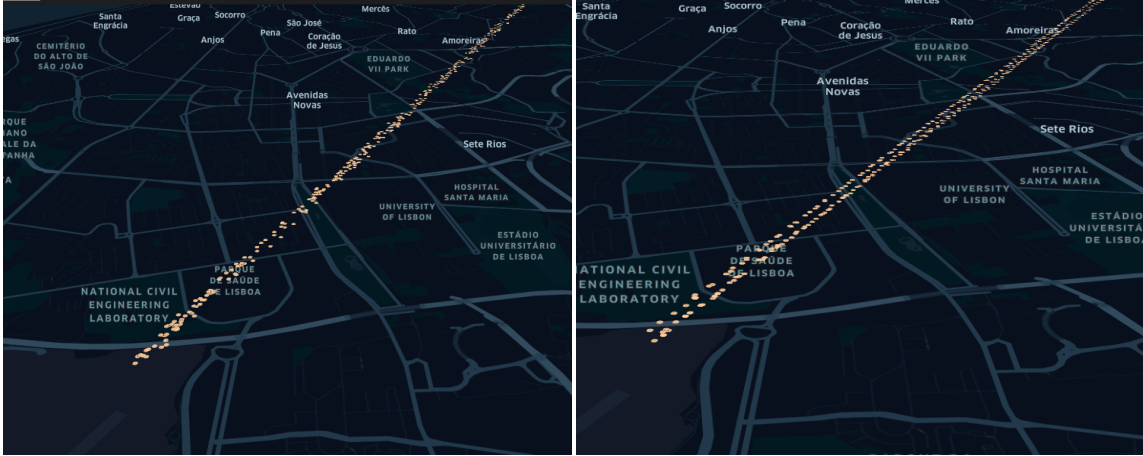 Estevão
Mercês
Santa
Engrácia
Graça
Socorro
São José
Pena
Coração
de Jesus
Rato
Anjos
Amoreiras
CEMITÉRIO
DO ALTO DE
SÃO JOÃO
EDUARDO
VII PARK
Avenidas
Novas
Sete Rios
HOSPITAL
SANTA MARIA
UNIVERSITY
OF LISBON
ESTÁDIO
UNIVERSITÁRIO
DE LISBOA
PARQUE
DE SAÚDE
DE LISBOA
NATIONAL CIVIL
ENGINEERING
LABORATORY
Santa
Engrácia
Graça
Socorro
Mercês
Pena
Coração
de Jesus
Rato
Anjos
Amoreiras
EDUARDO
VII PARK
Avenidas
Novas
Sete Rios
HOSPITAL
SANTA MARIA
UNIVERSITY
OF LISBON
ESTÁDIO
UNIVERSITÁ
DE LISBO
PARQUE
DE SAÚDE
DE LISBOA
NATIONAL CIVIL
ENGINEERING
LABORATORY